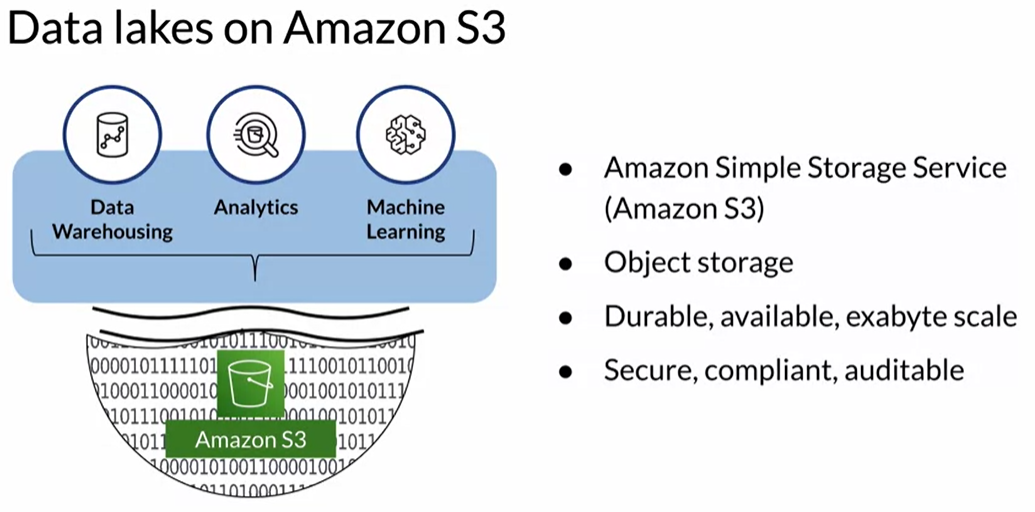 Data lakes on Amazon S3
Data
Warehousing
Analytics
Machine
Learning
Amazon S3
• Amazon Simple Storage Service
(Amazon S3)
• Object storage
• Durable, available, exabyte scale
• Secure, compliant, auditable